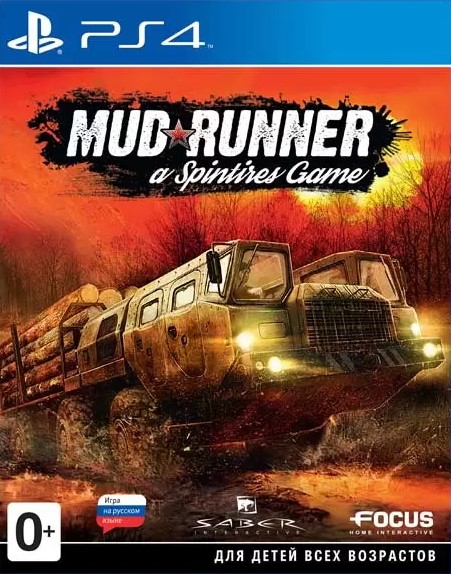 PS4
MUDRUNNER
a Spintires Game
Игра
на русском
языке
0+
SABER
INTERACTIVE
FOCUS
HOME INTERACTIVE
ДЛЯ ДЕТЕЙ ВСЕХ ВОЗРАСТОВ